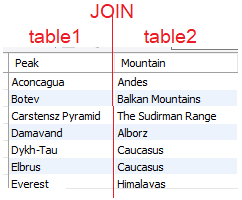 JOIN
table1 table2
Peak Mountain
Aconcagua Andes
Botev Balkan Mountains
Carstensz Pyramid The Sudirman Range
Damavand Alborz
Dykh-Tau Caucasus
Elbrus Caucasus
Everest Himalayas